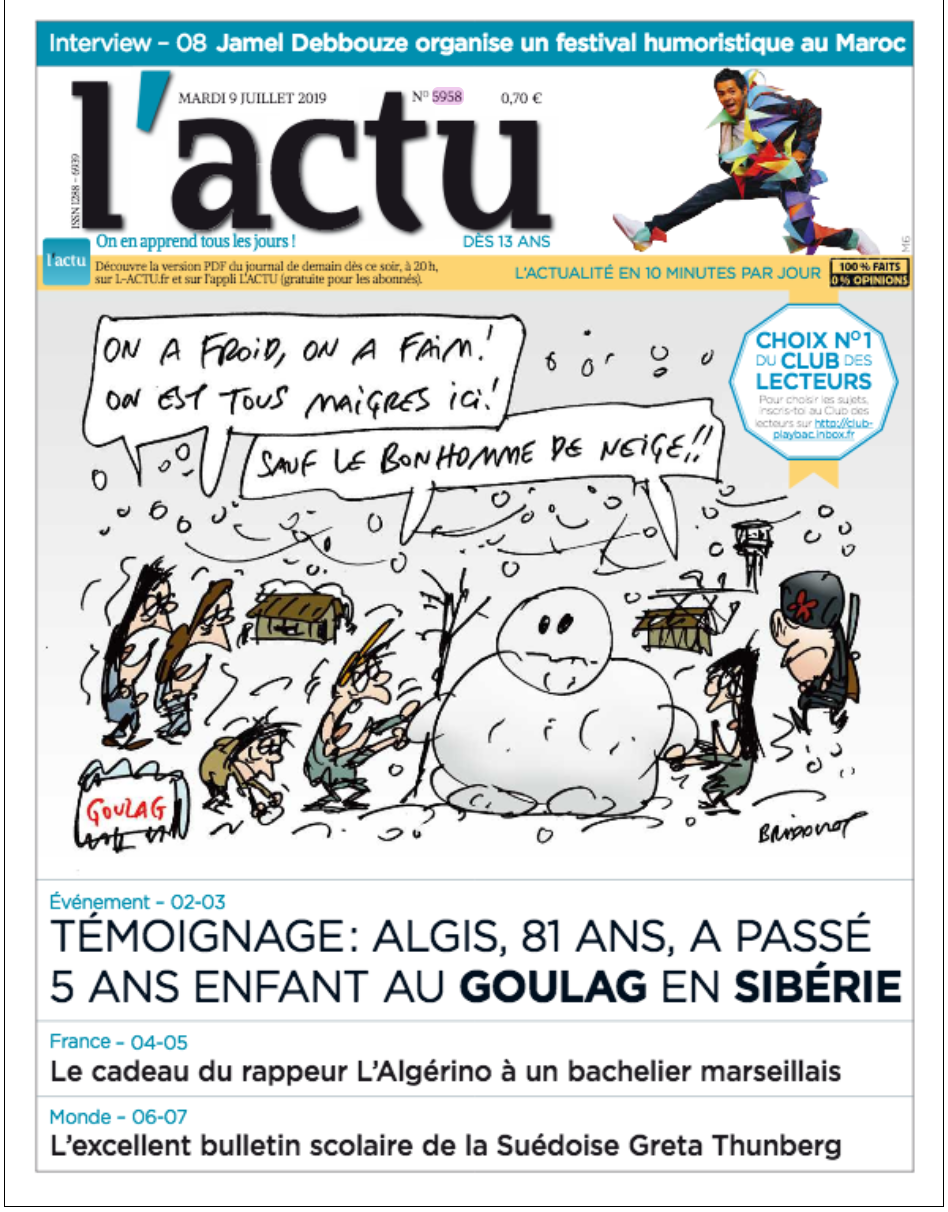 Interview – 08 Jamel Debbouze organise un festival humoristique au Maroc
MARDI 9 JUILLET 2019 N° 5958 0,70 €
l'actu
ISSN 1288 - 6939
M6
On en apprend tous les jours !
DÈS 13 ANS
l'actu
Découvre la version PDF du journal de demain dès ce soir, à 20 h,
sur L-ACTU.fr et sur l'appli L'ACTU (gratuite pour les abonnés).
L'ACTUALITÉ EN 10 MINUTES PAR JOUR
100 % FAITS
0 % OPINIONS
CHOIX N° 1
DU CLUB DES
LECTEURS
Pour choisir les sujets,
inscris-toi au Club des
lecteurs sur http://club-
playbac.inbox.fr
ON A FROID, ON A FAIM!
ON EST TOUS MAIGRES ICI!
SAUF LE BONHOMME DE NEIGE!!
GOULAG
Événement – 02-03
TÉMOIGNAGE : ALGIS, 81 ANS, A PASSÉ
5 ANS ENFANT AU GOULAG EN SIBÉRIE
France – 04-05
Le cadeau du rappeur L'Algérino à un bachelier marseillais
Monde – 06-07
L'excellent bulletin scolaire de la Suédoise Greta Thunberg